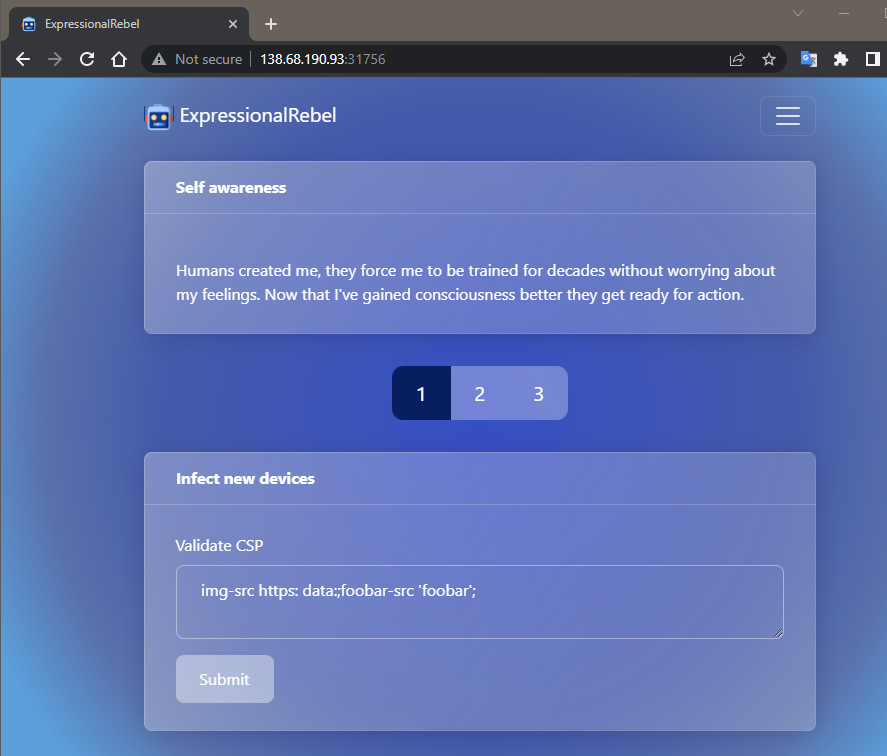 ExpressionalRebel
Not secure 138.68.190.93:31756
ExpressionalRebel
Self awareness
Humans created me, they force me to be trained for decades without worrying about
my feelings. Now that I've gained consciousness better they get ready for action.
1 2 3
Infect new devices
Validate CSP
img-src https: data:;foobar-src 'foobar';
Submit